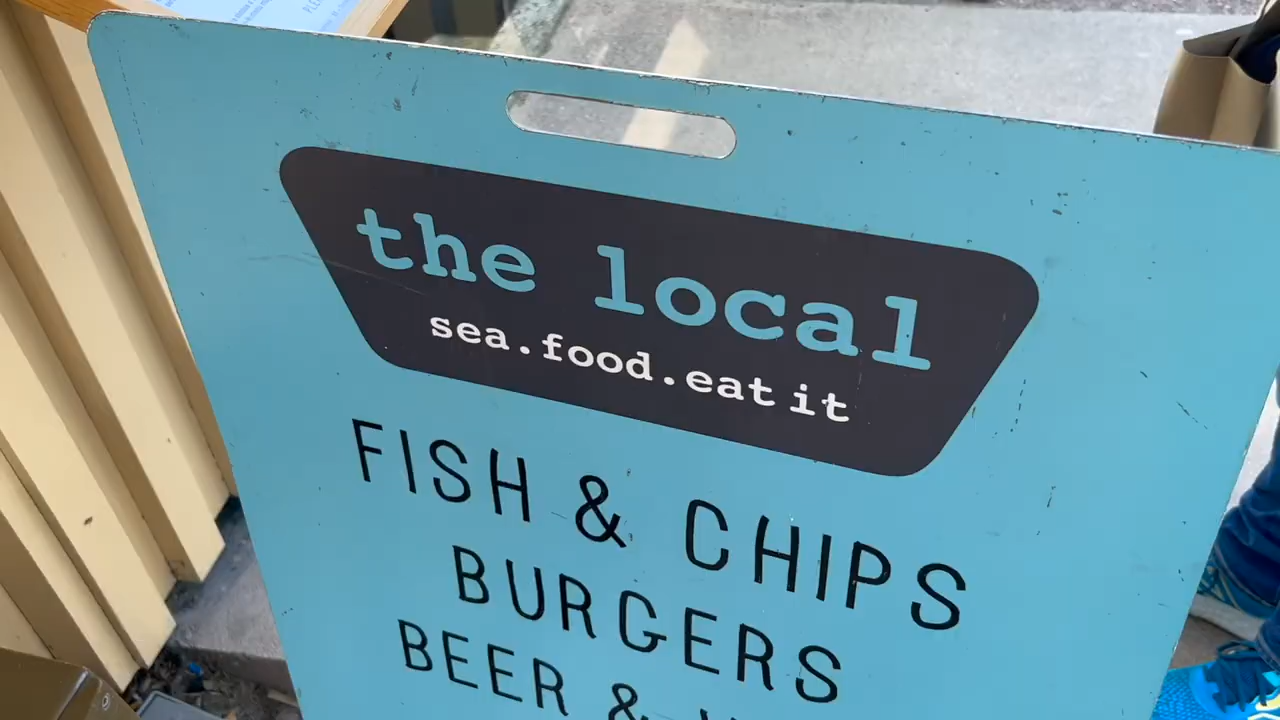 the local
sea.food.eat it
FISH & CHIPS
BURGERS
BEER &